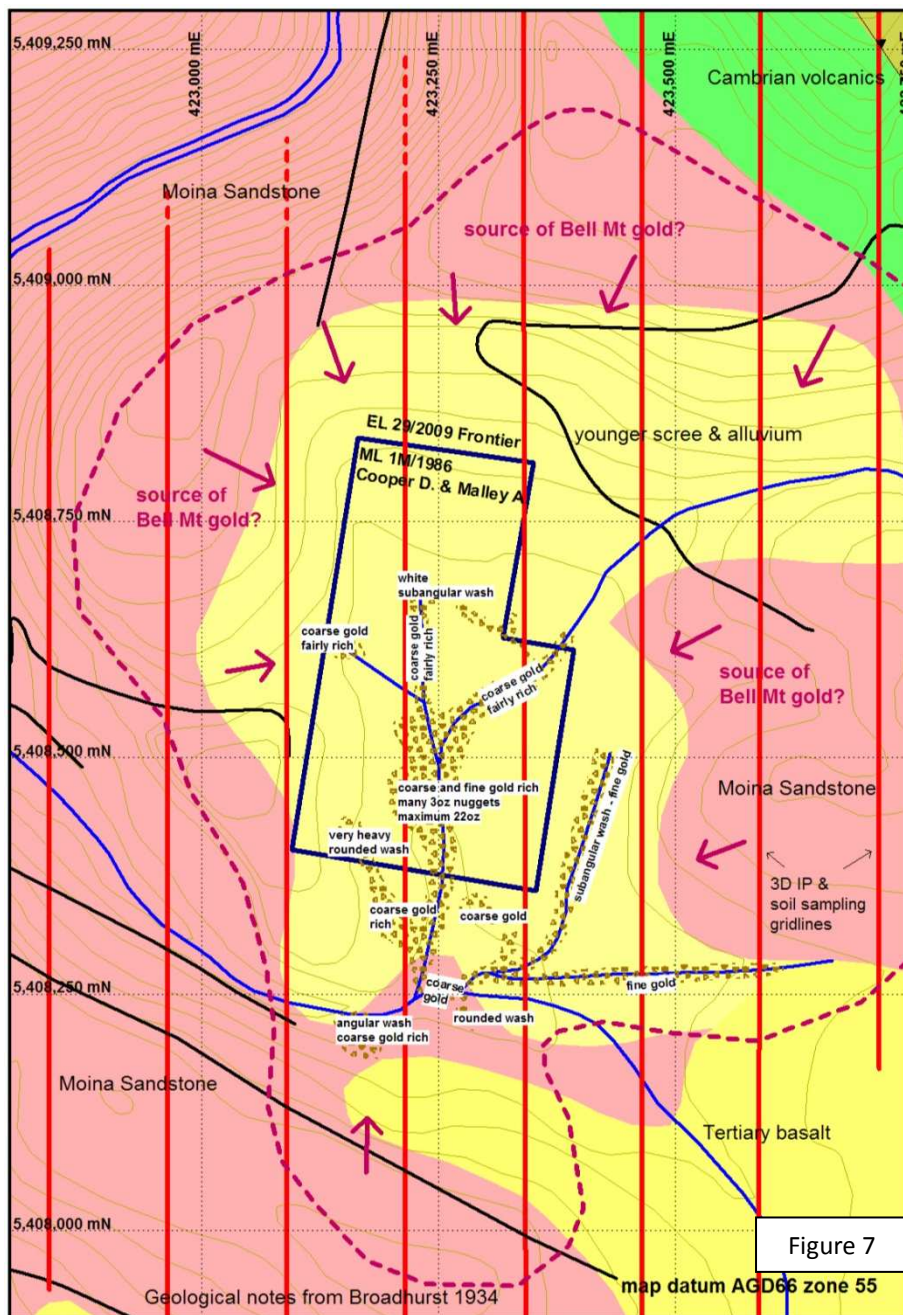 5,409,250 mN
423,000 mE
423,250 mE
423,500 mE
Cambrian volcanics
Moina Sandstone
source of Bell Mt gold?
5,409,000 mN
EL 29/2009 Frontier
ML 1M/1986
Cooper D. & Malley A
younger scree & alluvium
source of
Bell Mt gold?
5,408,750 mN
white
subangular wash
coarse gold
fairly rich
coarse gold
fairly rich
coarse gold
fairly rich
source of
Bell Mt gold?
5,408,500 mN
Moina Sandstone
coarse and fine gold rich
many 3oz nuggets
maximum 22oz
subangular wash - fine gold
very heavy
rounded wash
3D IP &
soil sampling
gridlines
coarse gold
rich
coarse gold
5,408,250 mN
coarse
gold
fine gold
rounded wash
angular wash
coarse gold rich
Moina Sandstone
Tertiary basalt
5,408,000 mN
Figure 7
map datum AGD66 zone 55
Geological notes from Broadhurst 1934